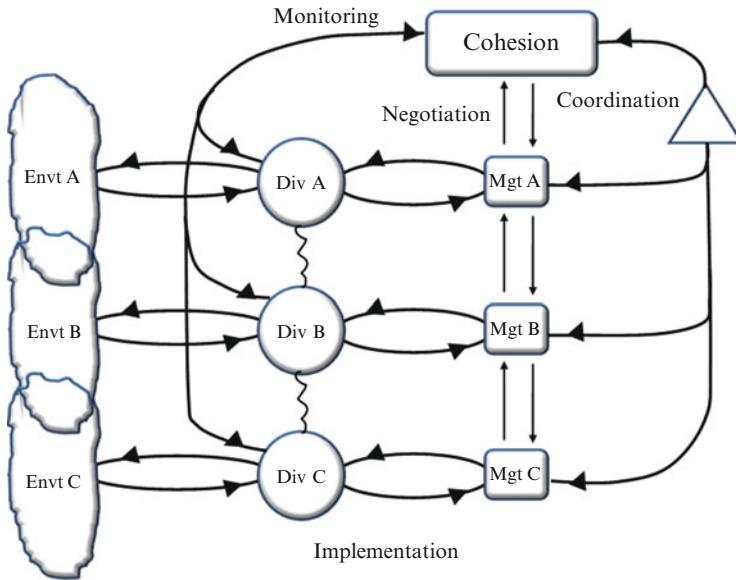 Monitoring
Cohesion
Negotiation
Coordination
Envt A
Div A
Mgt A
Envt B
Div B
Mgt B
Envt C
Div C
Mgt C
Implementation